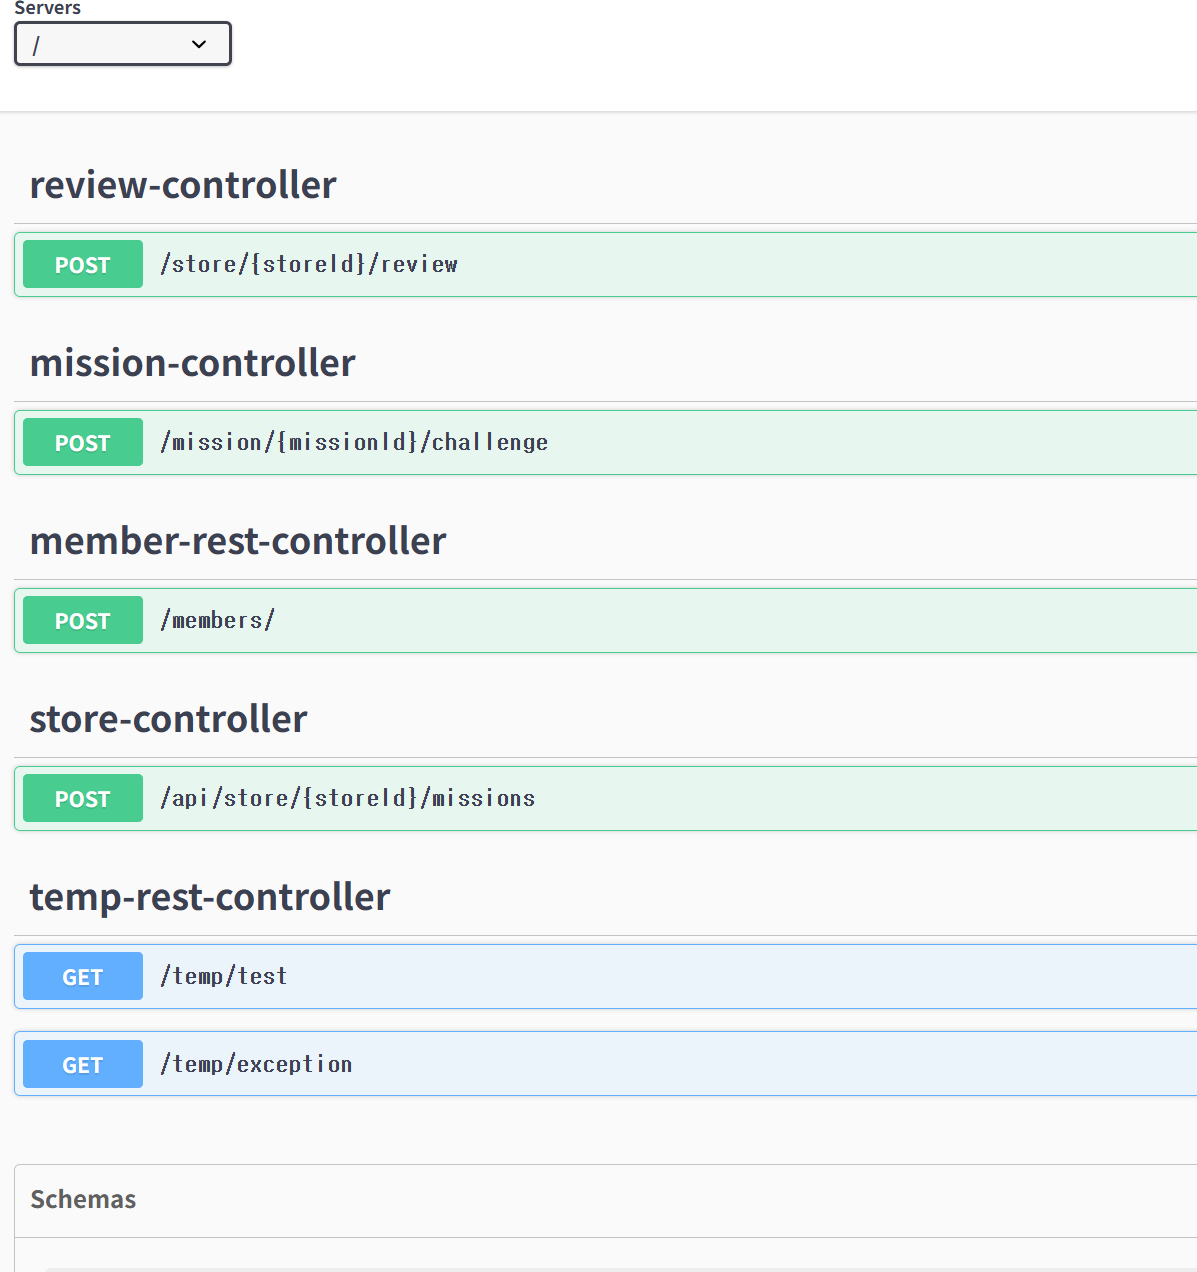 Servers
/
review-controller
POST /store/{storeId}/review
mission-controller
POST /mission/{missionId}/challenge
member-rest-controller
POST /members/
store-controller
POST /api/store/{storeId}/missions
temp-rest-controller
GET /temp/test
GET /temp/exception
Schemas